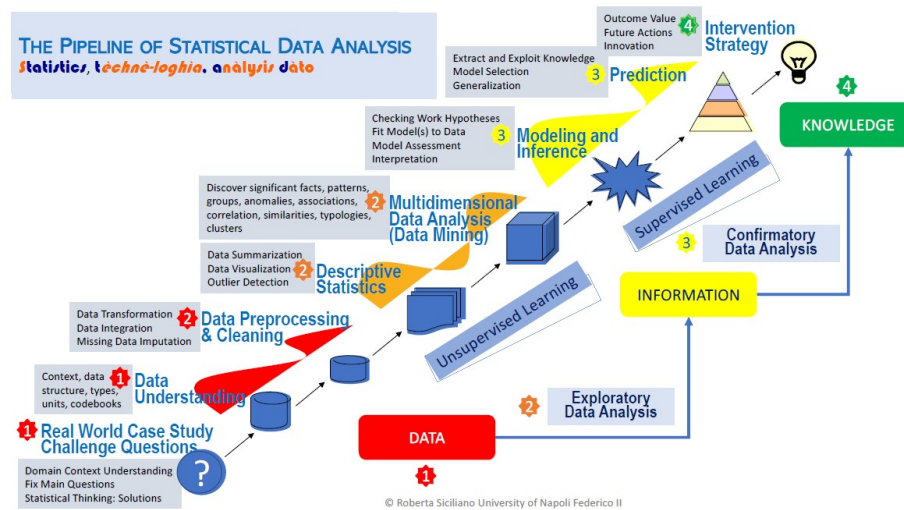 THE PIPELINE OF STATISTICAL DATA ANALYSIS
Statistics, tèchnè-loghia, anàlysis dàto
Outcome Value
Future Actions
Innovation
4
Intervention
Strategy
Extract and Exploit Knowledge
Model Selection
Generalization
3
Prediction
4
KNOWLEDGE
Checking Work Hypotheses
Fit Model(s) to Data
Model Assessment
Interpretation
3
Modeling and
Inference
Supervised Learning
3
Confirmatory
Data Analysis
Discover significant facts, patterns,
groups, anomalies, associations,
correlation, similarities, typologies,
clusters
2
Multidimensional
Data Analysis
(Data Mining)
INFORMATION
Data Summarization
Data Visualization
Outlier Detection
2
Descriptive
Statistics
Unsupervised Learning
Data Transformation
Data Integration
Missing Data Imputation
2
Data Preprocessing
& Cleaning
Context, data
structure, types,
units, codebooks
1
Data
Understanding
2
Exploratory
Data Analysis
1
Real World Case Study
Challenge Questions
DATA
1
?
Domain Context Understanding
Fix Main Questions
Statistical Thinking: Solutions
© Roberta Siciliano University of Napoli Federico II